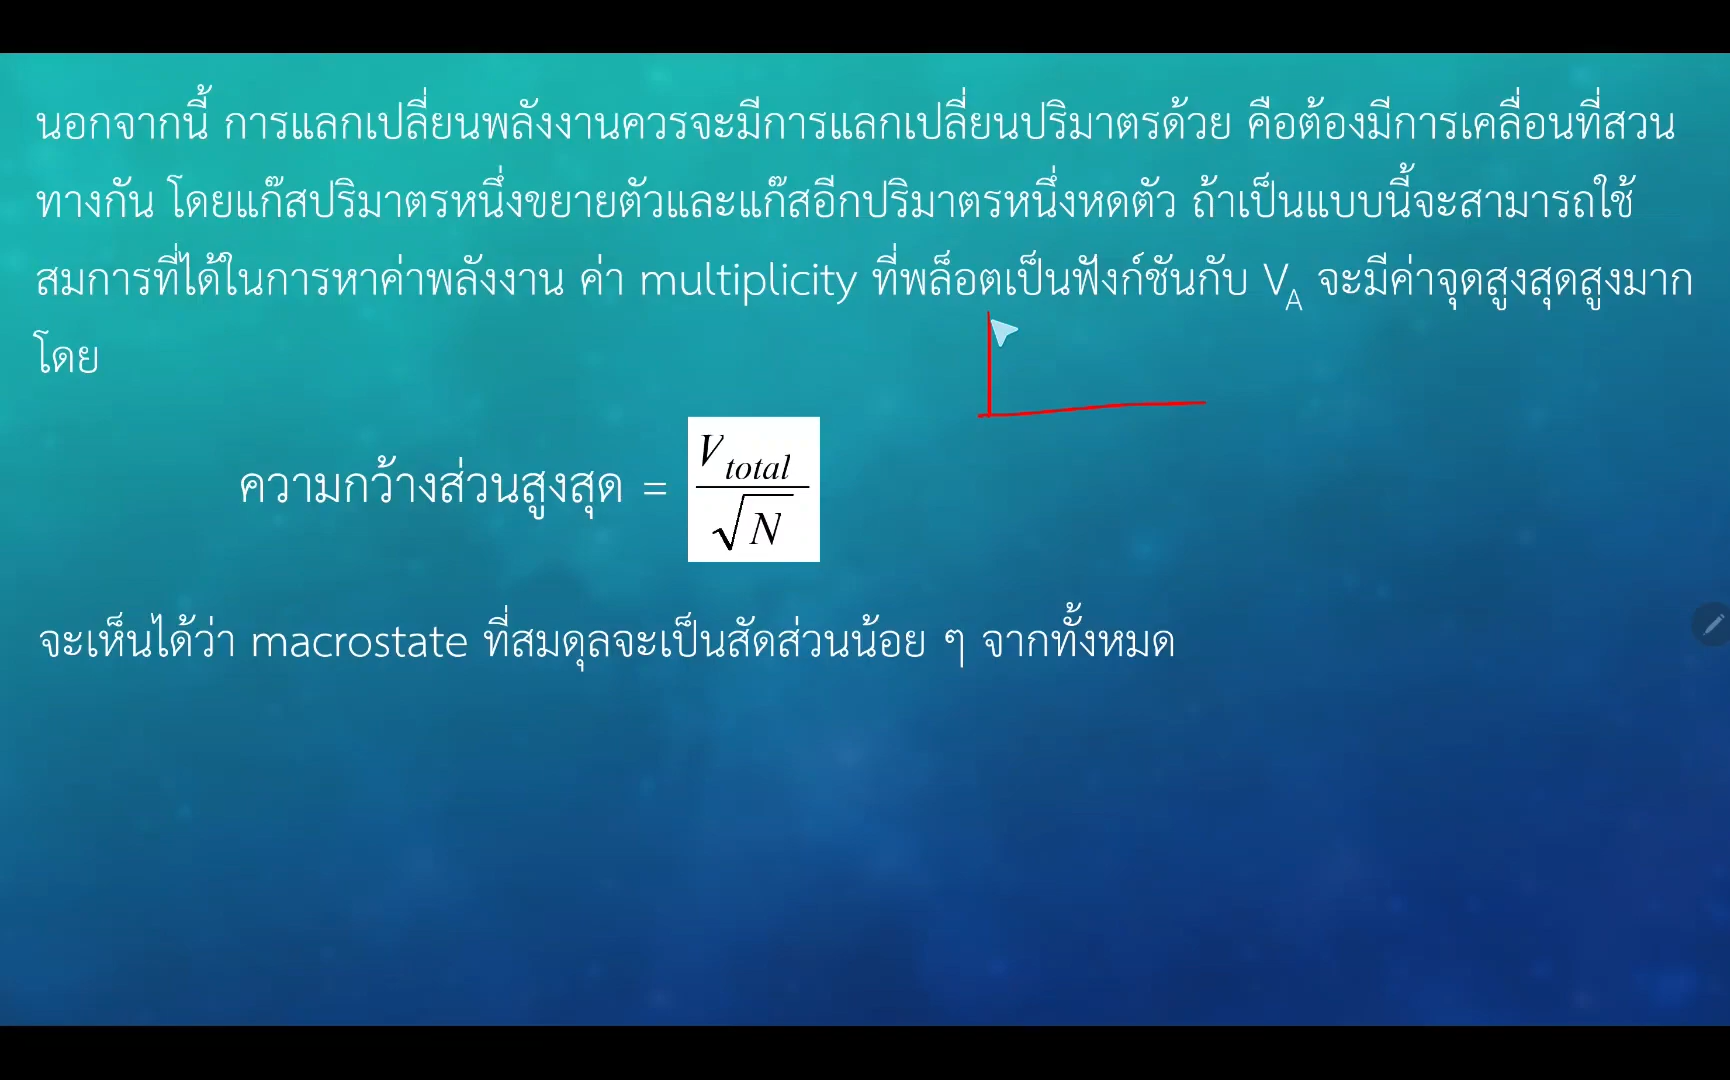 นอกจากนี้ การแลกเปลี่ยนพลังงานควรจะมีการแลกเปลี่ยนปริมาตรด้วย คือต้องมีการเคลื่อนที่สวน
ทางกัน โดยแก๊สปริมาตรหนึ่งขยายตัวและแก๊สอีกปริมาตรหนึ่งหดตัว ถ้าเป็นแบบนี้จะสามารถใช้
สมการที่ได้ในการหาค่าพลังงาน ค่า multiplicity ที่พล็อตเป็นฟังก์ชันกับ V_A จะมีค่าจุดสูงสุดสูงมาก
โดย
ความกว้างส่วนสูงสุด = V_total / √N
จะเห็นได้ว่า macrostate ที่สมดุลจะเป็นสัดส่วนน้อย ๆ จากทั้งหมด